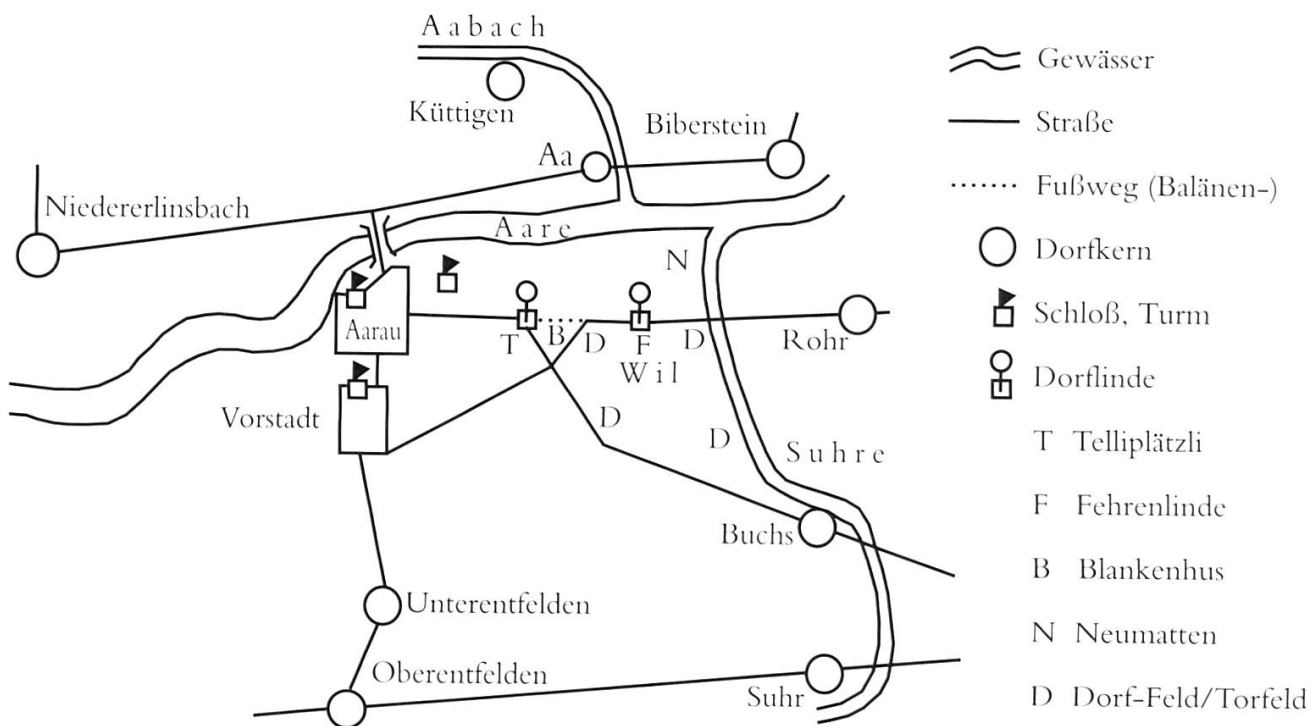 Aabach
Küttigen
Biberstein
Aa
Niedererlinsbach
Aare
N
Aarau
T
B
D
F
D
Rohr
Wil
Vorstadt
D
D
Suhre
Buchs
Unterentfelden
Oberentfelden
Suhr
Gewässer
Straße
Fußweg (Balänen-)
Dorfkern
Schloß, Turm
Dorflinde
T Telliplätzli
F Fehrenlinde
B Blankenhus
N Neumatten
D Dorf-Feld/Torfeld